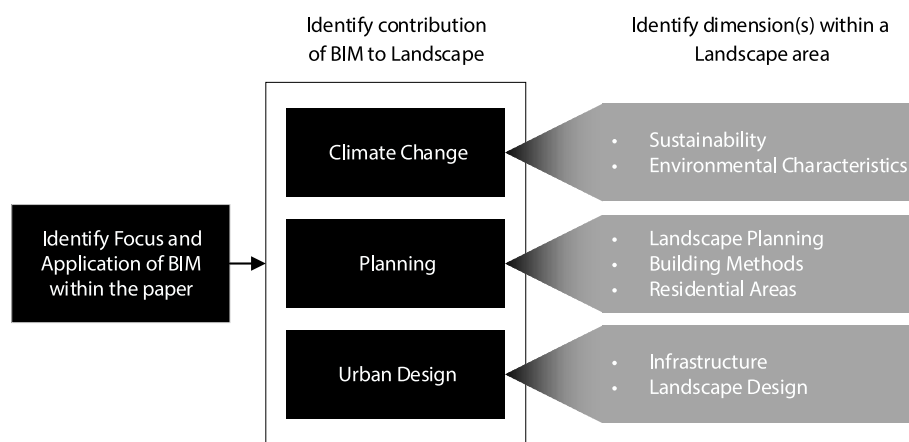 Identify contribution
of BIM to Landscape
Identify dimension(s) within a
Landscape area
Identify Focus and
Application of BIM
within the paper
Climate Change
• Sustainability
• Environmental Characteristics
Planning
• Landscape Planning
• Building Methods
• Residential Areas
Urban Design
• Infrastructure
• Landscape Design